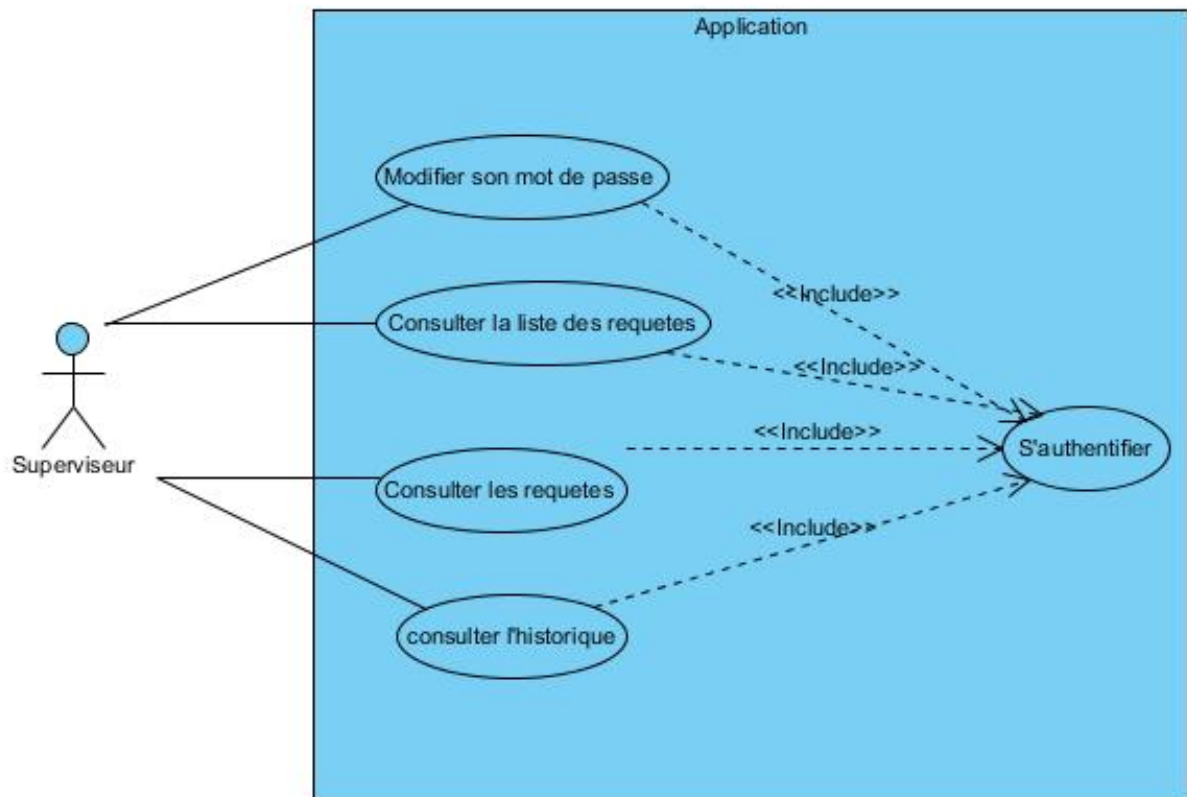 Application
Modifier son mot de passe
<<Include>>
Consulter la liste des requetes
<<Include>>
<<Include>>
S'authentifier
Superviseur
Consulter les requetes
<<Include>>
consulter l'historique